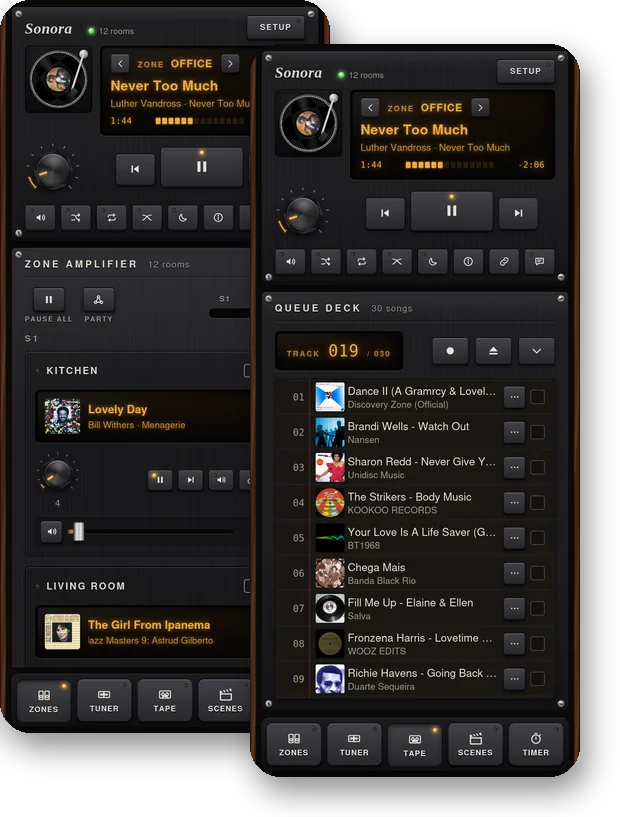 Sonora
12 rooms
SETUP
ZONE OFFICE
Never Too Much
Luther Vandross · Never Too Mu
1:44
ZONE AMPLIFIER 12 rooms
PAUSE ALL
PARTY
S1
S1
KITCHEN
Lovely Day
Bill Withers · Menagerie
4
LIVING ROOM
The Girl From Ipanema
azz Masters 9: Astrud Gilberto
ZONES
TUNER
TAPE
SCENES
Sonora
12 rooms
SETUP
ZONE OFFICE
Never Too Much
Luther Vandross · Never Too Much
1:44
-2:06
QUEUE DECK 30 songs
TRACK 019 / 030
01 Dance II (A Gramrcy & Lovel...
Discovery Zone (Official)
02 Brandi Wells - Watch Out
Nansen
03 Sharon Redd - Never Give Y...
Unidisc Music
04 The Strikers - Body Music
KOOKOO RECORDS
05 Your Love Is A Life Saver (G...
BT1968
06 Chega Mais
Banda Black Rio
07 Fill Me Up - Elaine & Ellen
Salva
08 Fronzena Harris - Lovetime ...
WOOZ EDITS
09 Richie Havens - Going Back ...
Duarte Sequeira
ZONES
TUNER
TAPE
SCENES
TIMER